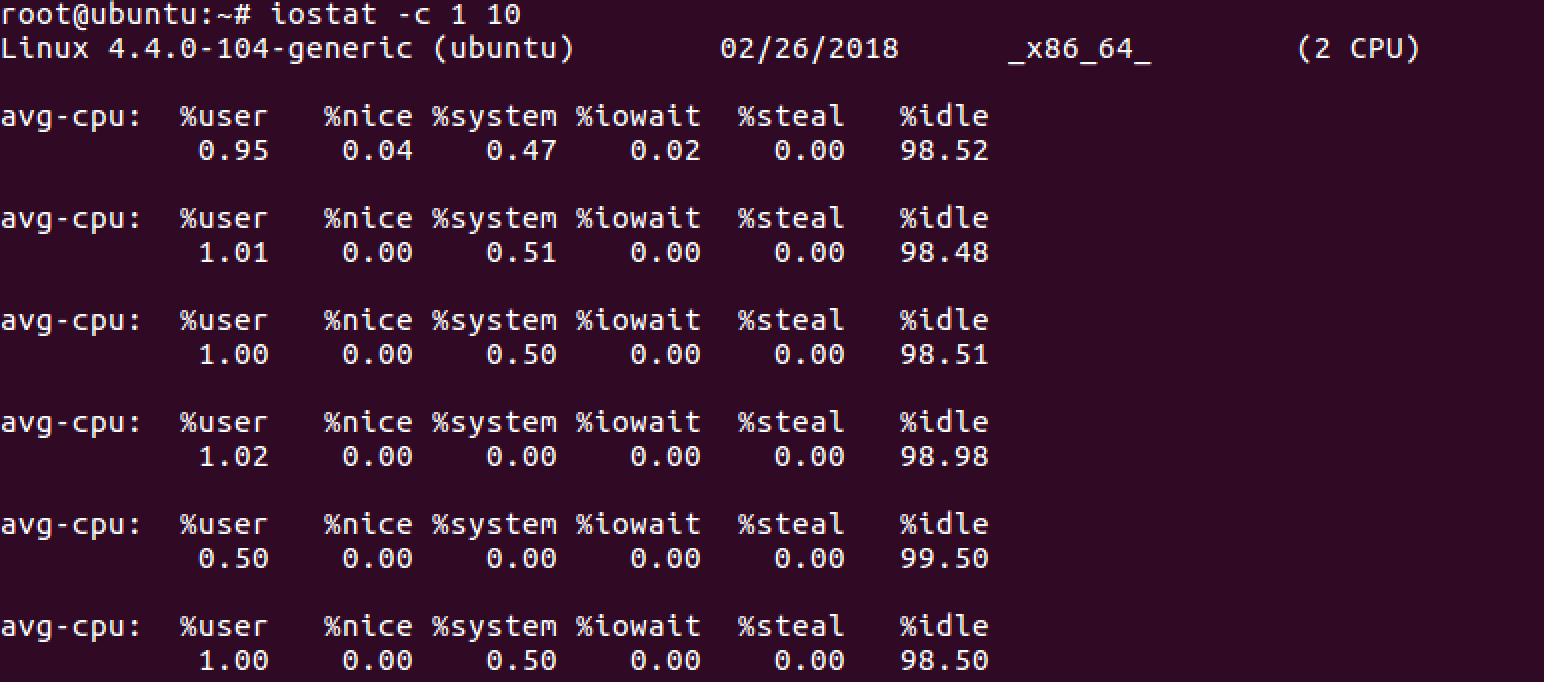 root@ubuntu:~# iostat -c 1 10
Linux 4.4.0-104-generic (ubuntu)        02/26/2018      _x86_64_        (2 CPU)
avg-cpu:  %user   %nice %system %iowait  %steal   %idle
           0.95    0.04    0.47    0.02    0.00   98.52
avg-cpu:  %user   %nice %system %iowait  %steal   %idle
           1.01    0.00    0.51    0.00    0.00   98.48
avg-cpu:  %user   %nice %system %iowait  %steal   %idle
           1.00    0.00    0.50    0.00    0.00   98.51
avg-cpu:  %user   %nice %system %iowait  %steal   %idle
           1.02    0.00    0.00    0.00    0.00   98.98
avg-cpu:  %user   %nice %system %iowait  %steal   %idle
           0.50    0.00    0.00    0.00    0.00   99.50
avg-cpu:  %user   %nice %system %iowait  %steal   %idle
           1.00    0.00    0.50    0.00    0.00   98.50